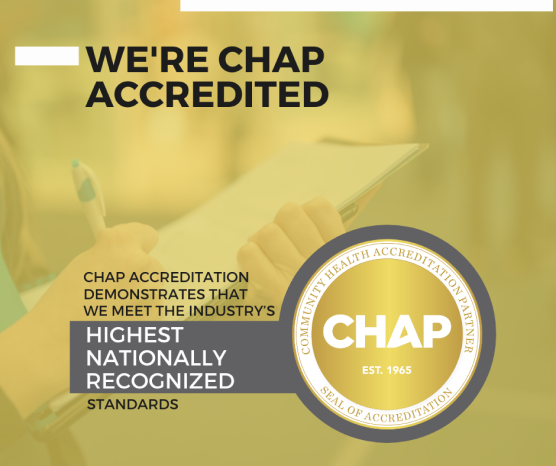 WE'RE CHAP
ACCREDITED
CHAP ACCREDITATION
DEMONSTRATES THAT
WE MEET THE INDUSTRY'S
HIGHEST
NATIONALLY
RECOGNIZED
STANDARDS
COMMUNITY HEALTH ACCREDITATION PARTNER
CHAP
EST. 1965
SEAL OF ACCREDITATION